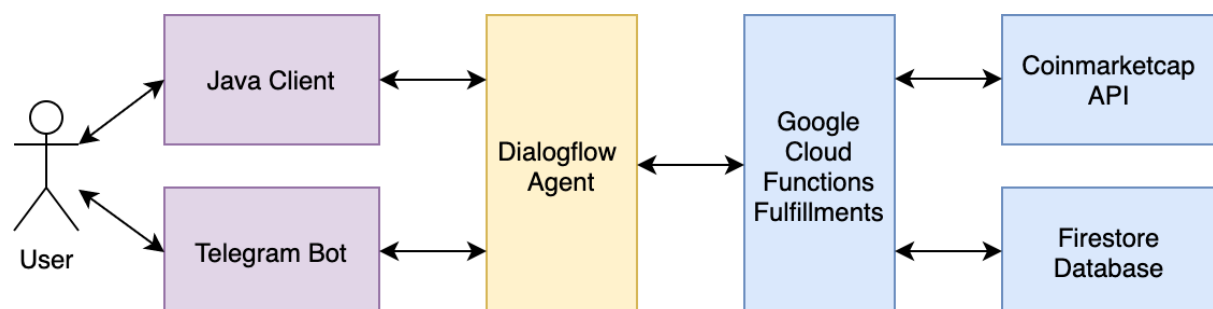 User
Java Client
Telegram Bot
Dialogflow
Agent
Google
Cloud
Functions
Fulfillments
Coinmarketcap
API
Firestore
Database